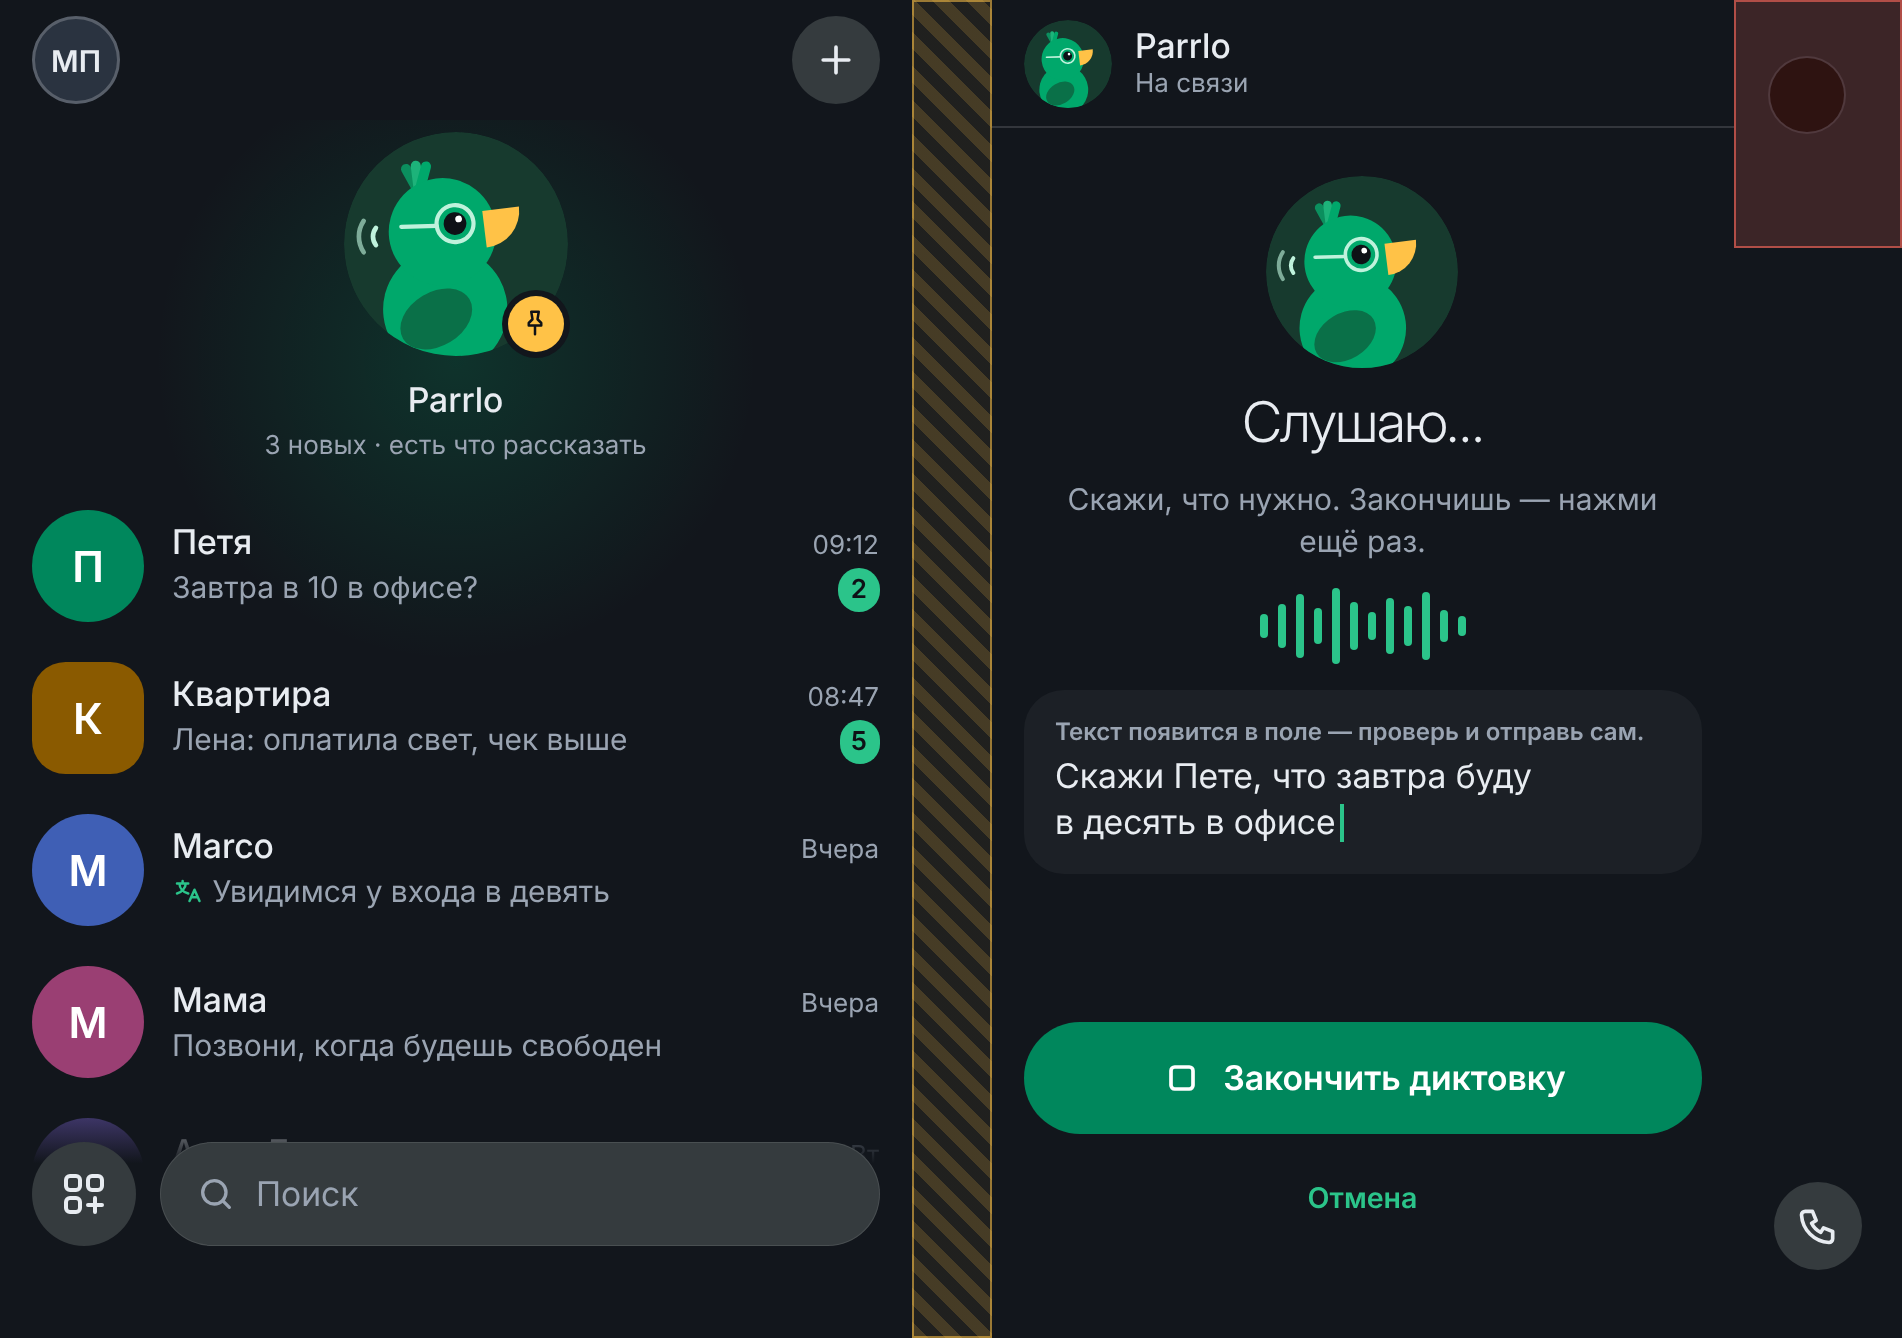 МП
Parrlo
3 новых · есть что рассказать
П
Петя
09:12
Завтра в 10 в офисе?
2
К
Квартира
08:47
Лена: оплатила свет, чек выше
5
M
Marco
Вчера
Увидимся у входа в девять
М
Мама
Вчера
Позвони, когда будешь свободен
Поиск
Parrlo
На связи
Слушаю...
Скажи, что нужно. Закончишь — нажми
ещё раз.
Текст появится в поле — проверь и отправь сам.
Скажи Пете, что завтра буду
в десять в офисе
Закончить диктовку
Отмена